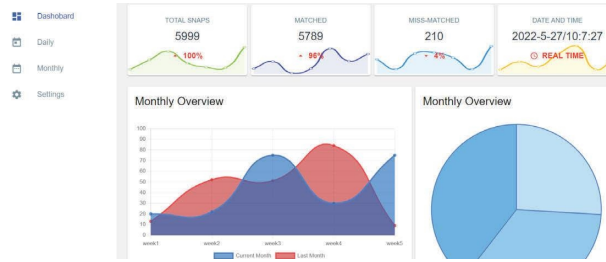 Dashobard
Daily
Monthly
Settings
TOTAL SNAPS
5999
100%
MATCHED
5789
96%
MISS-MATCHED
210
4%
DATE AND TIME
2022-5-27/10:7:27
REAL TIME
Monthly Overview
100
90
80
70
60
50
40
30
20
10
0
week1 week2 week3 week4 week5
Current Month Last Month
Monthly Overview